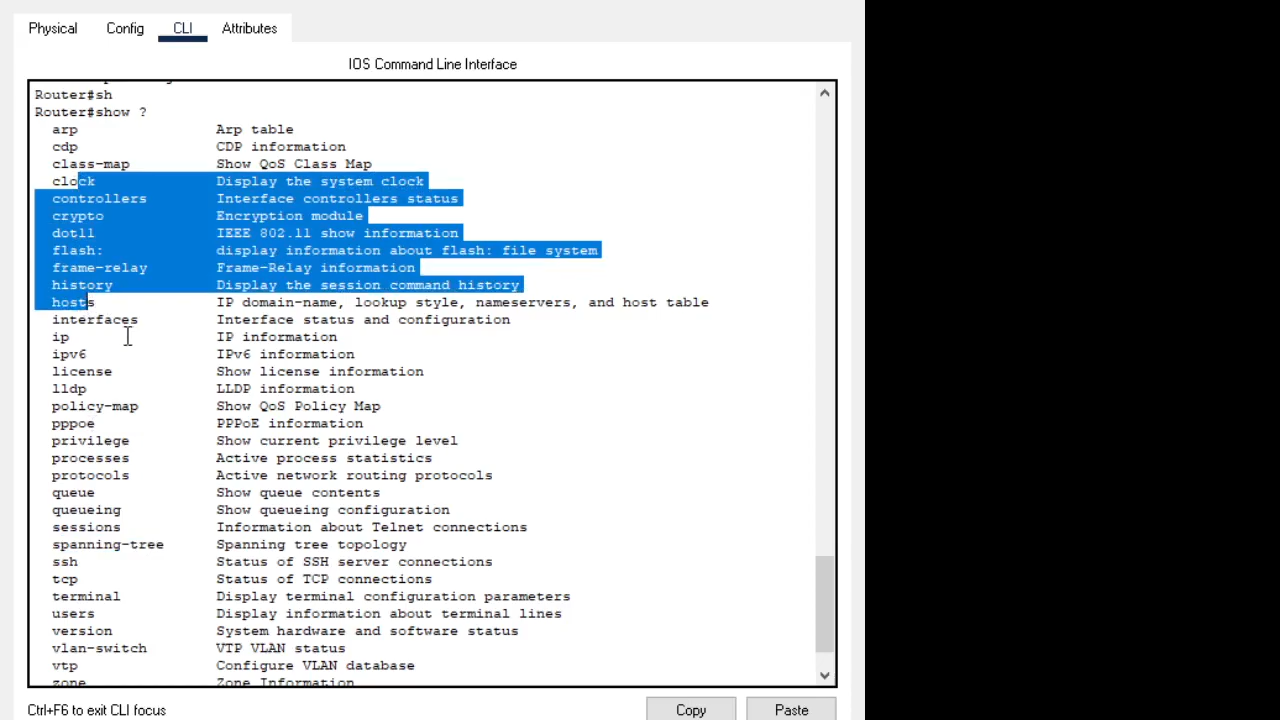 Physical Config CLI Attributes
IOS Command Line Interface
Router#sh
Router#show ?
arp Arp table
cdp CDP information
class-map Show QoS Class Map
clock Display the system clock
controllers Interface controllers status
crypto Encryption module
dot11 IEEE 802.11 show information
flash: display information about flash: file system
frame-relay Frame-Relay information
history Display the session command history
hosts IP domain-name, lookup style, nameservers, and host table
interfaces Interface status and configuration
ip IP information
ipv6 IPv6 information
license Show license information
lldp LLDP information
policy-map Show QoS Policy Map
pppoe PPPoE information
privilege Show current privilege level
processes Active process statistics
protocols Active network routing protocols
queue Show queue contents
queueing Show queueing configuration
sessions Information about Telnet connections
spanning-tree Spanning tree topology
ssh Status of SSH server connections
tcp Status of TCP connections
terminal Display terminal configuration parameters
users Display information about terminal lines
version System hardware and software status
vlan-switch VTP VLAN status
vtp Configure VLAN database
zone Zone Information
Ctrl+F6 to exit CLI focus Copy Paste